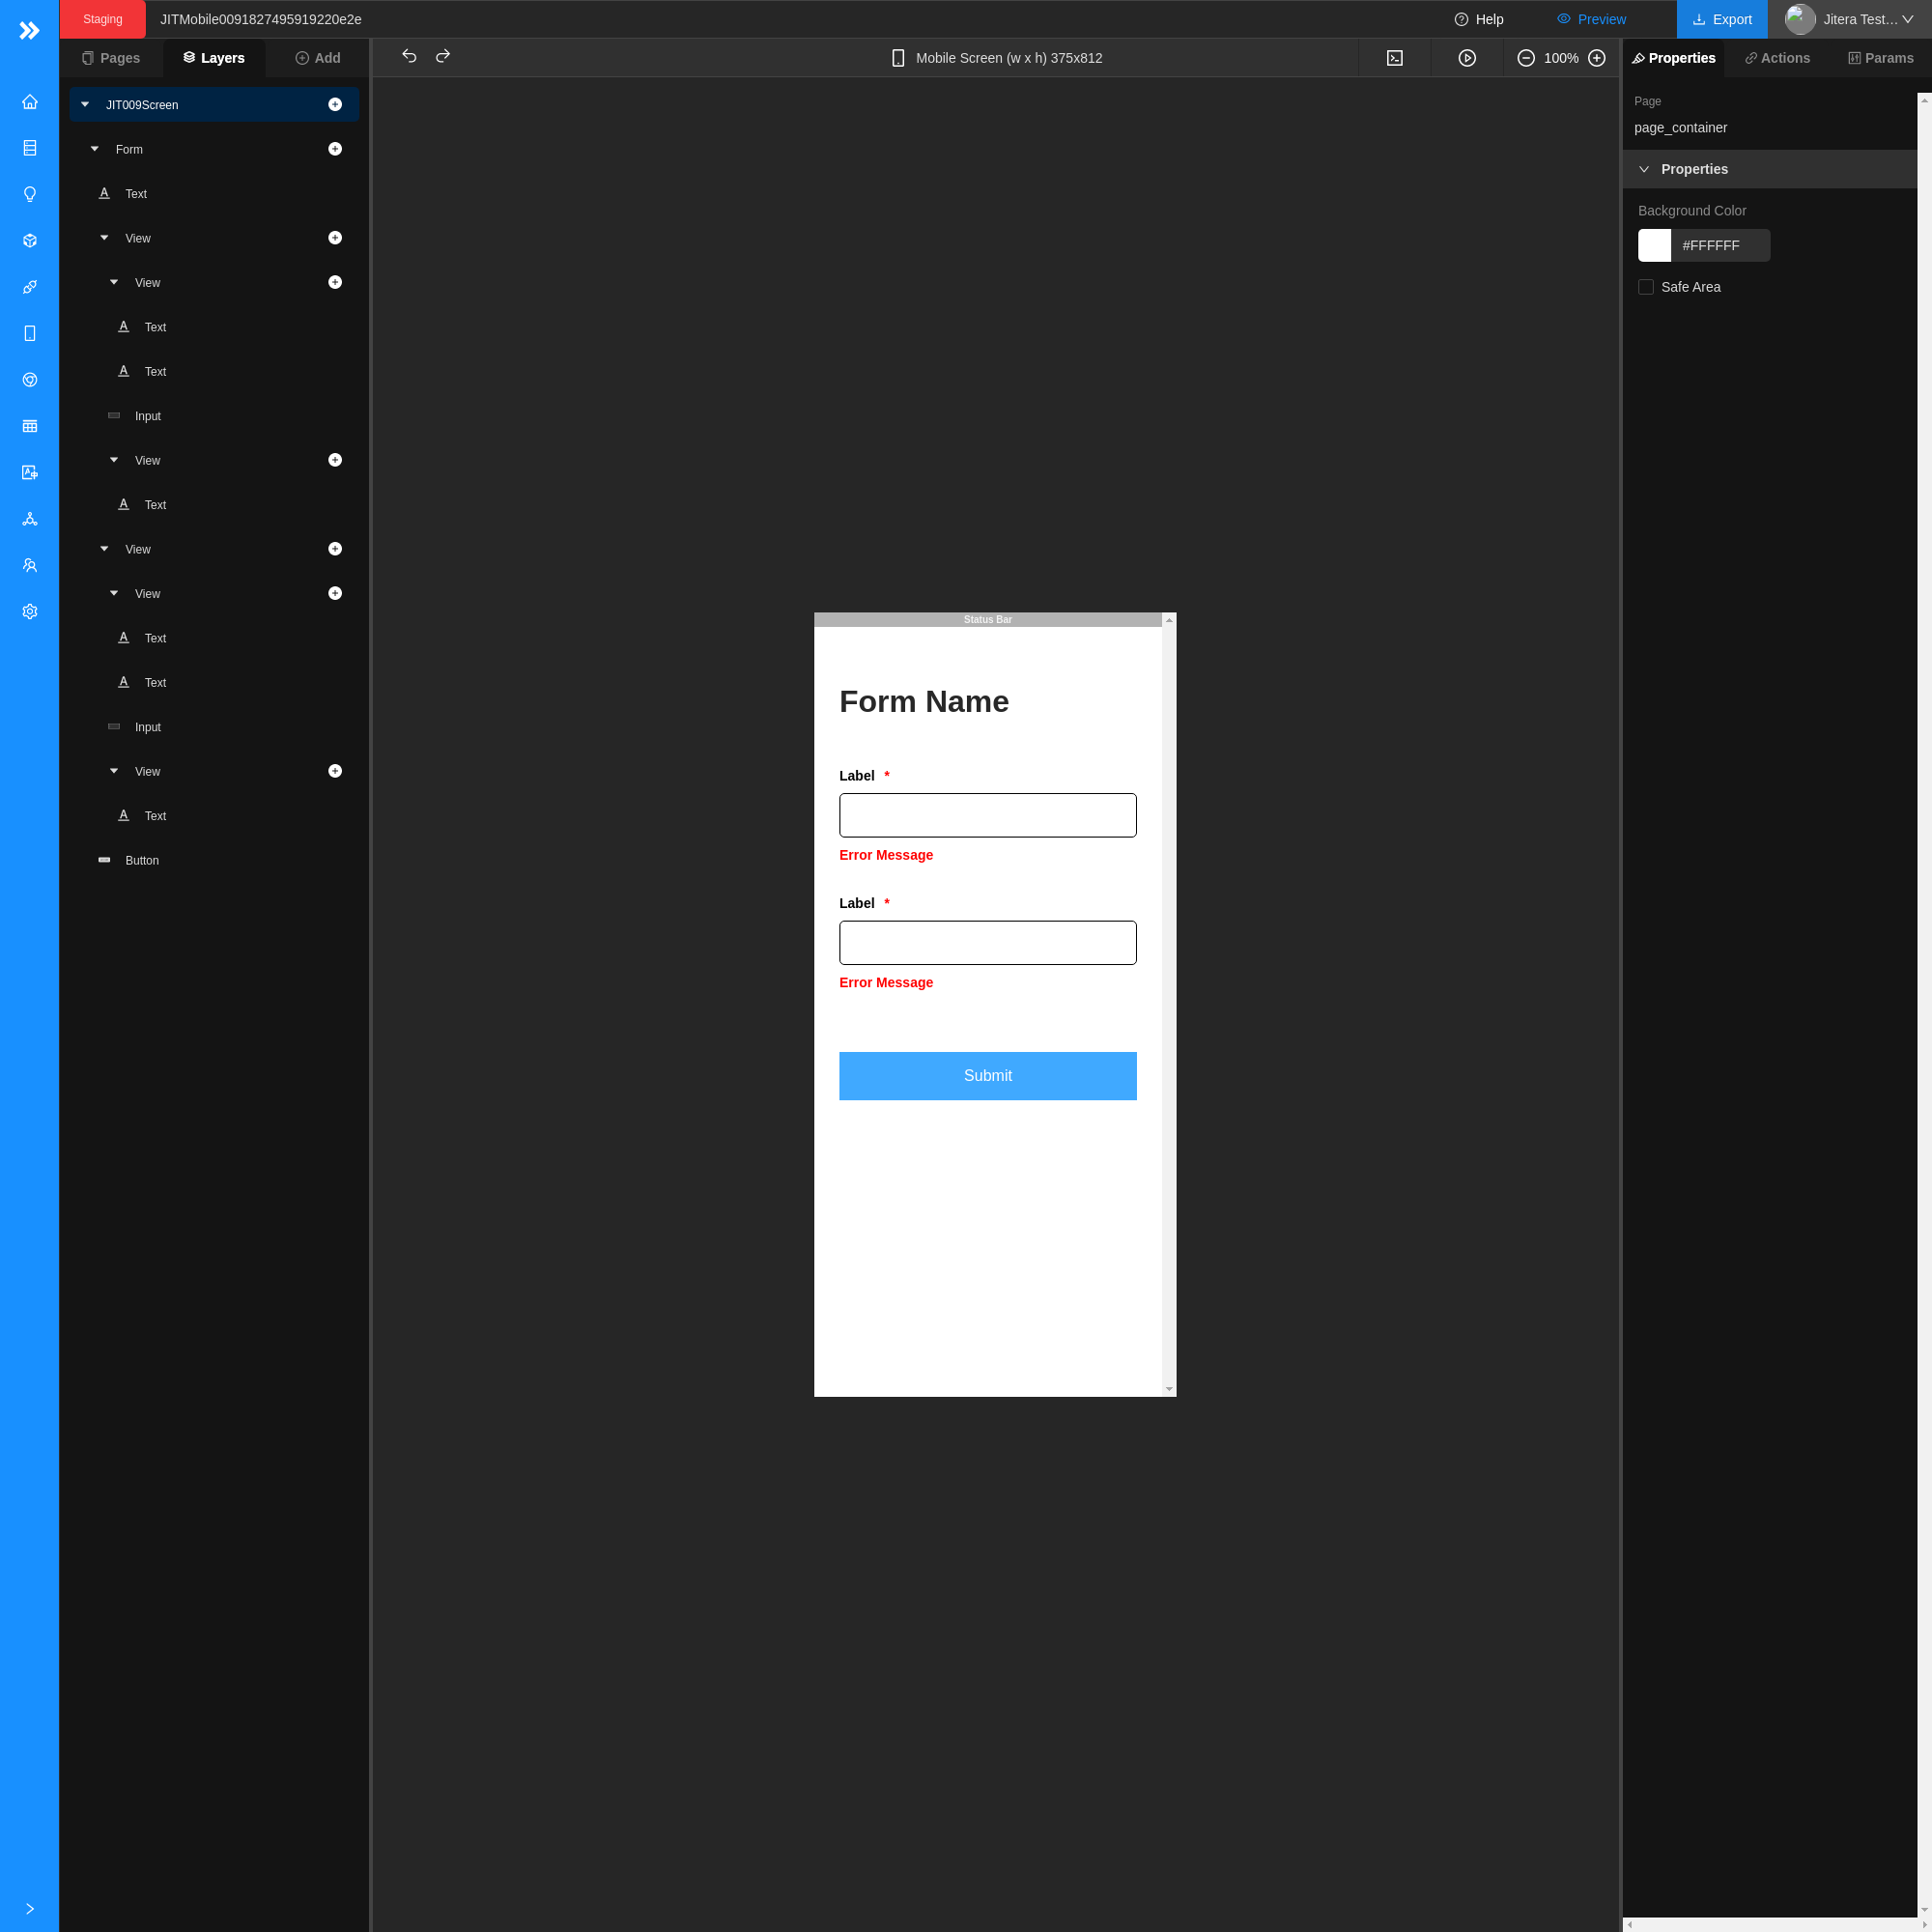 Staging
JITMobile0091827495919220e2e
Help
Preview
Export
Jitera Test...
Pages
Layers
Add
Mobile Screen (w x h) 375x812
100%
Properties
Actions
Params
JIT009Screen
Form
Text
View
View
Text
Text
Input
View
Text
View
View
Text
Text
Input
View
Text
Button
Status Bar
Form Name
Label *
Error Message
Label *
Error Message
Submit
Page
page_container
Properties
Background Color
#FFFFFF
Safe Area